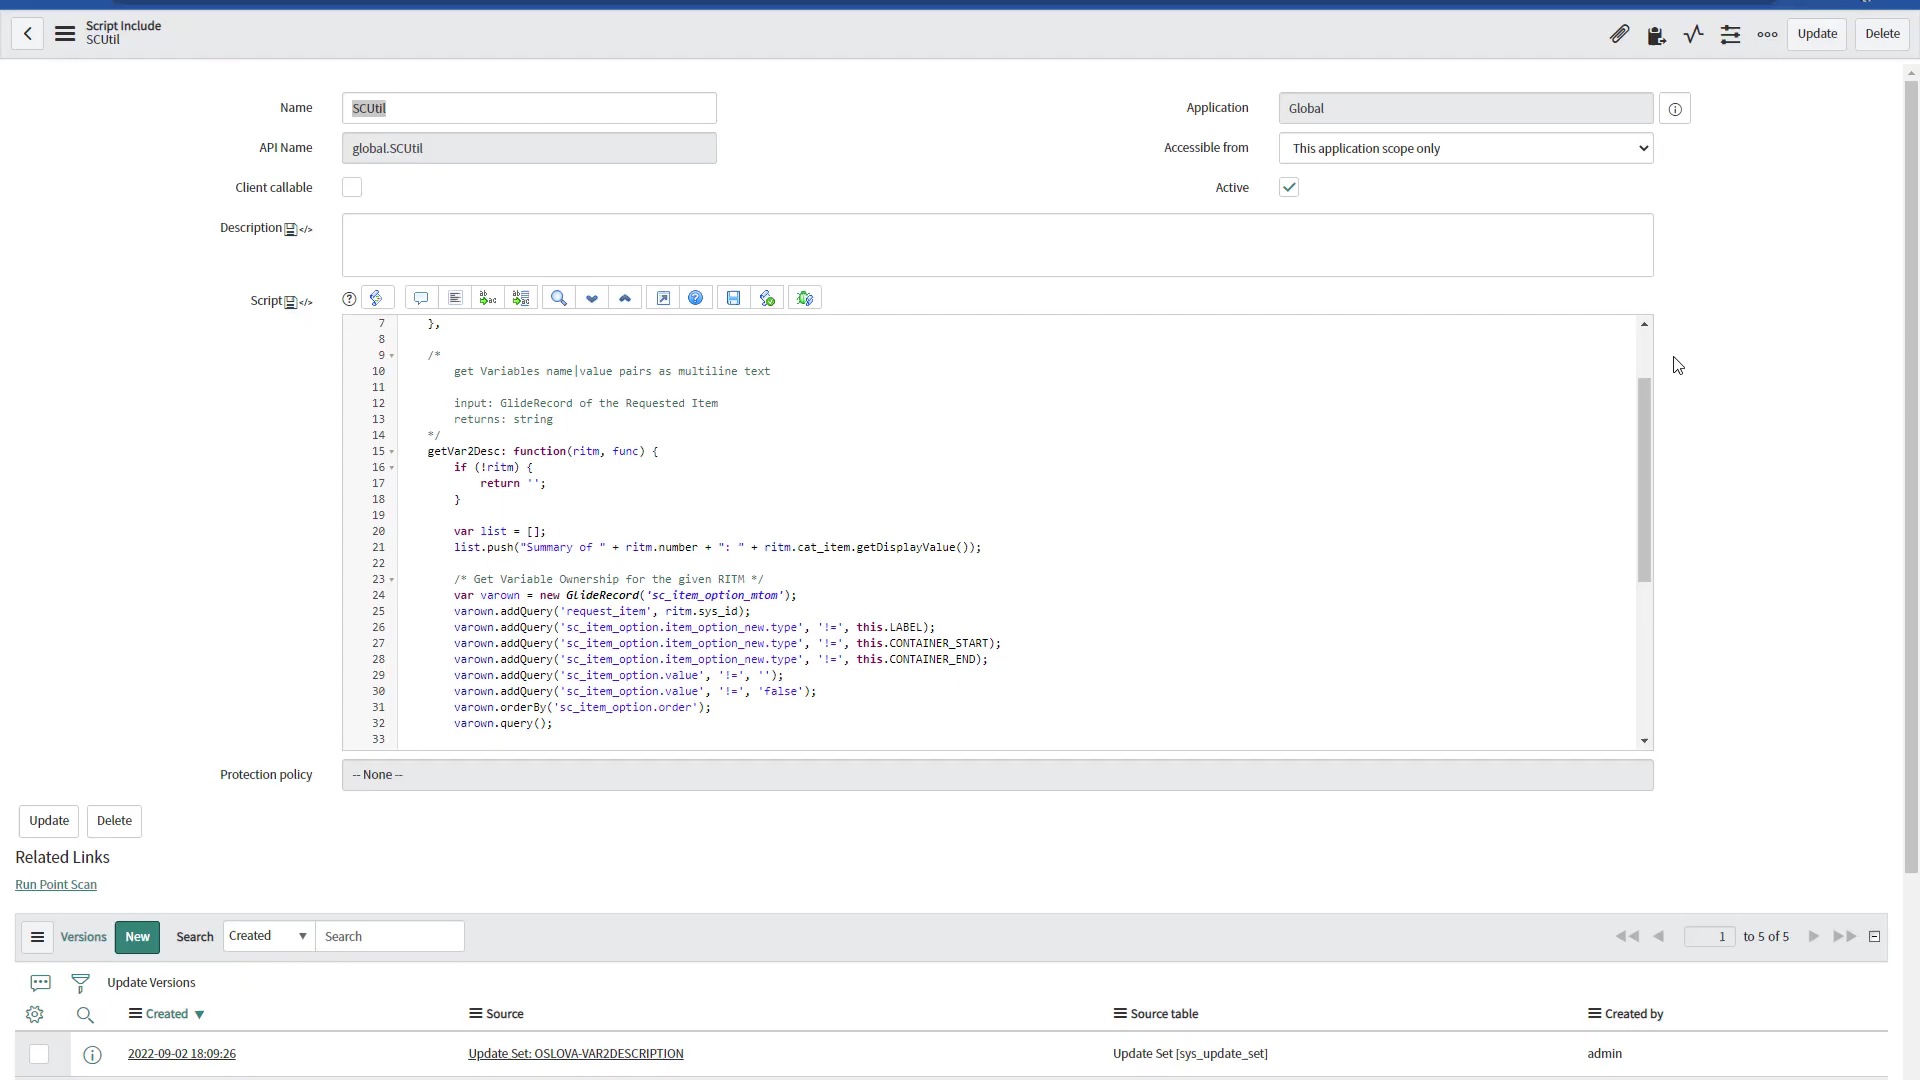 Script Include
SCUtil
Update
Delete
Name
SCUtil
Application
Global
API Name
global.SCUtil
Accessible from
This application scope only
Client callable
Active
Description
Script
7 },
8
9 /*
10 get Variables name|value pairs as multiline text
11
12 input: GlideRecord of the Requested Item
13 returns: string
14 */
15 getVar2Desc: function(ritm, func) {
16 if (!ritm) {
17 return '';
18 }
19
20 var list = [];
21 list.push("Summary of " + ritm.number + ": " + ritm.cat_item.getDisplayValue());
22
23 /* Get Variable Ownership for the given RITM */
24 var varown = new GlideRecord('sc_item_option_mtom');
25 varown.addQuery('request_item', ritm.sys_id);
26 varown.addQuery('sc_item_option.item_option_new.type', '!=', this.LABEL);
27 varown.addQuery('sc_item_option.item_option_new.type', '!=', this.CONTAINER_START);
28 varown.addQuery('sc_item_option.item_option_new.type', '!=', this.CONTAINER_END);
29 varown.addQuery('sc_item_option.value', '!=', '');
30 varown.addQuery('sc_item_option.value', '!=', 'false');
31 varown.orderBy('sc_item_option.order');
32 varown.query();
33
Protection policy
-- None --
Update
Delete
Related Links
Run Point Scan
Versions
New
Search
Created
Search
1 to 5 of 5
Update Versions
Created
Source
Source table
Created by
2022-09-02 18:09:26
Update Set: OSLOVA-VAR2DESCRIPTION
Update Set [sys_update_set]
admin